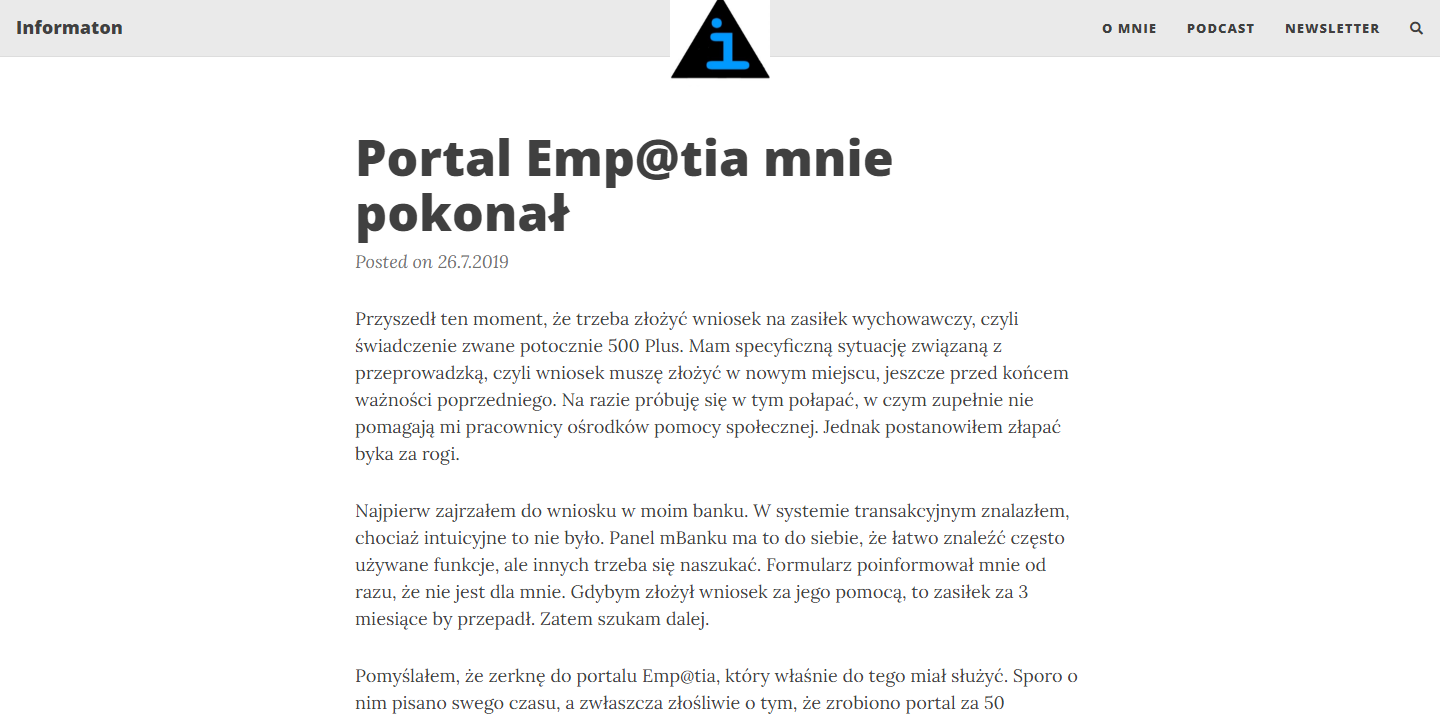 Informaton
i
O MNIE
PODCAST
NEWSLETTER
Portal Emp@tia mnie
pokonał
Posted on 26.7.2019
Przyszedł ten moment, że trzeba złożyć wniosek na zasiłek wychowawczy, czyli
świadczenie zwane potocznie 500 Plus. Mam specyficzną sytuację związaną z
przeprowadzką, czyli wniosek muszę złożyć w nowym miejscu, jeszcze przed końcem
ważności poprzedniego. Na razie próbuję się w tym połapać, w czym zupełnie nie
pomagają mi pracownicy ośrodków pomocy społecznej. Jednak postanowiłem złapać
byka za rogi.
Najpierw zajrzałem do wniosku w moim banku. W systemie transakcyjnym znalazłem,
chociaż intuicyjne to nie było. Panel mBanku ma to do siebie, że łatwo znaleźć często
używane funkcje, ale innych trzeba się naszukać. Formularz poinformował mnie od
razu, że nie jest dla mnie. Gdybym złożył wniosek za jego pomocą, to zasiłek za 3
miesiące by przepadł. Zatem szukam dalej.
Pomyślałem, że zerknę do portalu Emp@tia, który właśnie do tego miał służyć. Sporo o
nim pisano swego czasu, a zwłaszcza złośliwie o tym, że zrobiono portal za 50